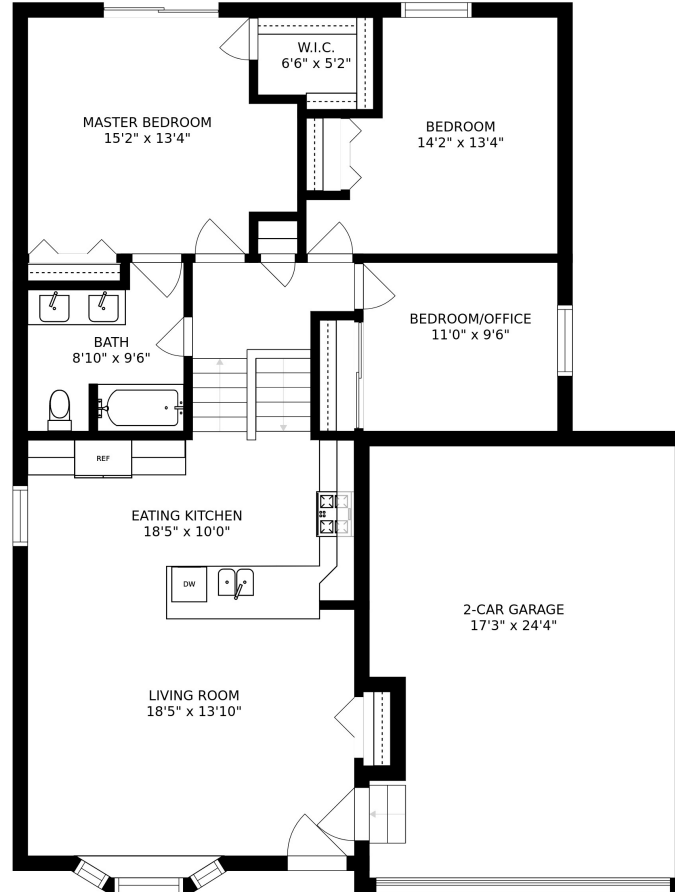 W.I.C.
6'6" x 5'2"
MASTER BEDROOM
15'2" x 13'4"
BEDROOM
14'2" x 13'4"
BEDROOM/OFFICE
11'0" x 9'6"
BATH
8'10" x 9'6"
REF
EATING KITCHEN
18'5" x 10'0"
DW
2-CAR GARAGE
17'3" x 24'4"
LIVING ROOM
18'5" x 13'10"